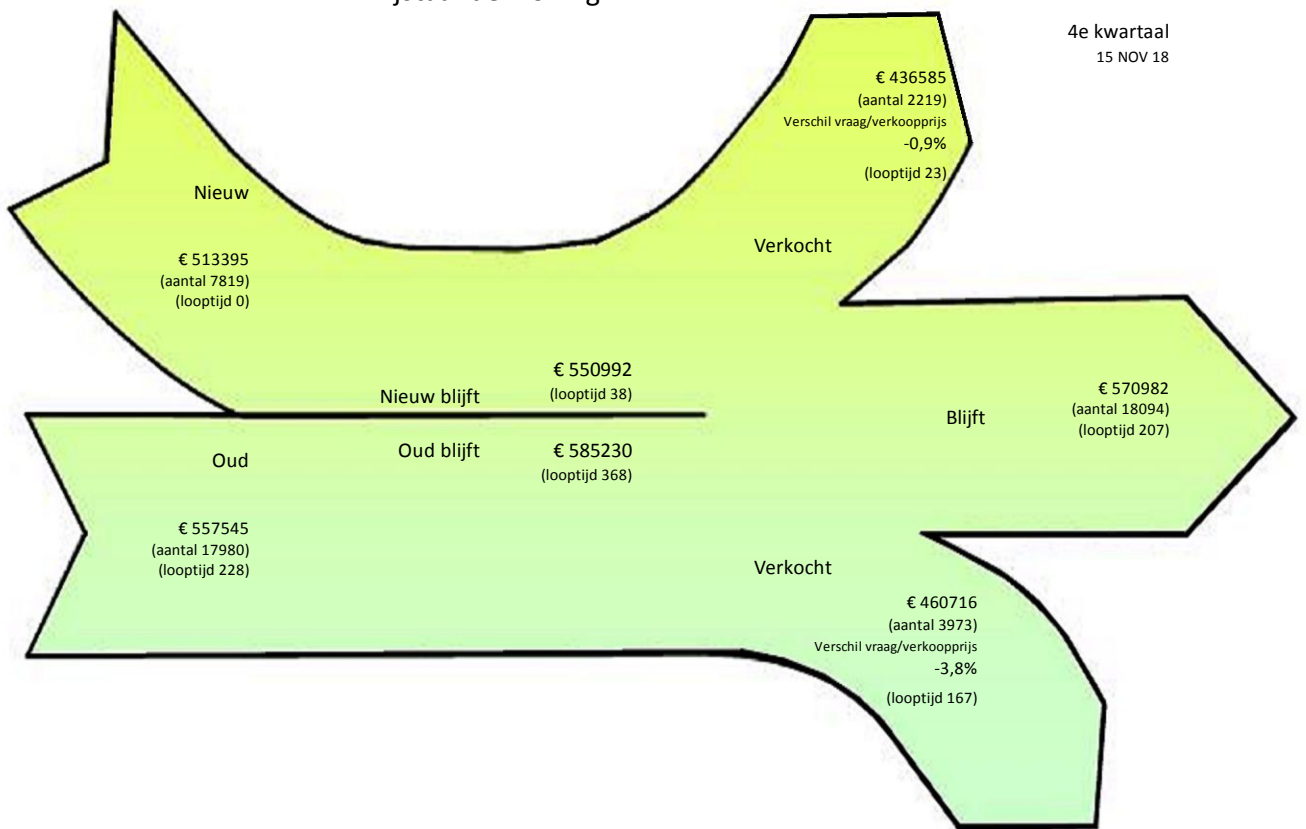 4e kwartaal
15 NOV 18
€ 436585
(aantal 2219)
Verschil vraag/verkoopprijs
-0,9%
(looptijd 23)
Nieuw
Verkocht
€ 513395
(aantal 7819)
(looptijd 0)
€ 550992
Nieuw blijft
(looptijd 38)
€ 570982
(aantal 18094)
(looptijd 207)
Blijft
Oud
Oud blijft
€ 585230
(looptijd 368)
€ 557545
(aantal 17980)
(looptijd 228)
Verkocht
€ 460716
(aantal 3973)
Verschil vraag/verkoopprijs
-3,8%
(looptijd 167)